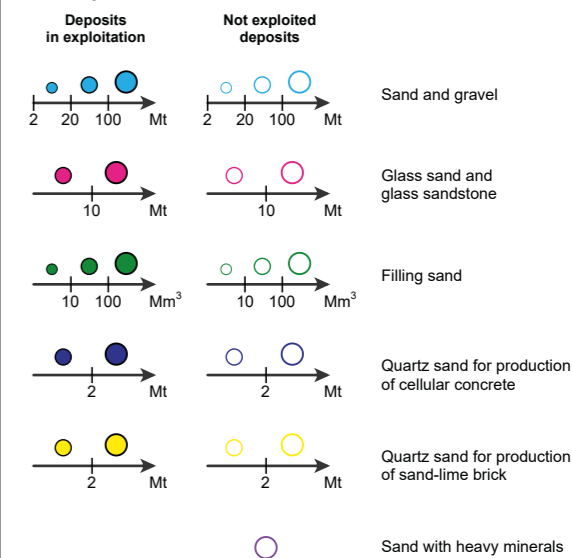 Deposits
in exploitation
Not exploited
deposits
2 20 100 Mt
2 20 100 Mt
Sand and gravel
10 Mt
10 Mt
Glass sand and
glass sandstone
10 100 Mm³
10 100 Mm³
Filling sand
2 Mt
2 Mt
Quartz sand for production
of cellular concrete
2 Mt
2 Mt
Quartz sand for production
of sand-lime brick
Sand with heavy minerals